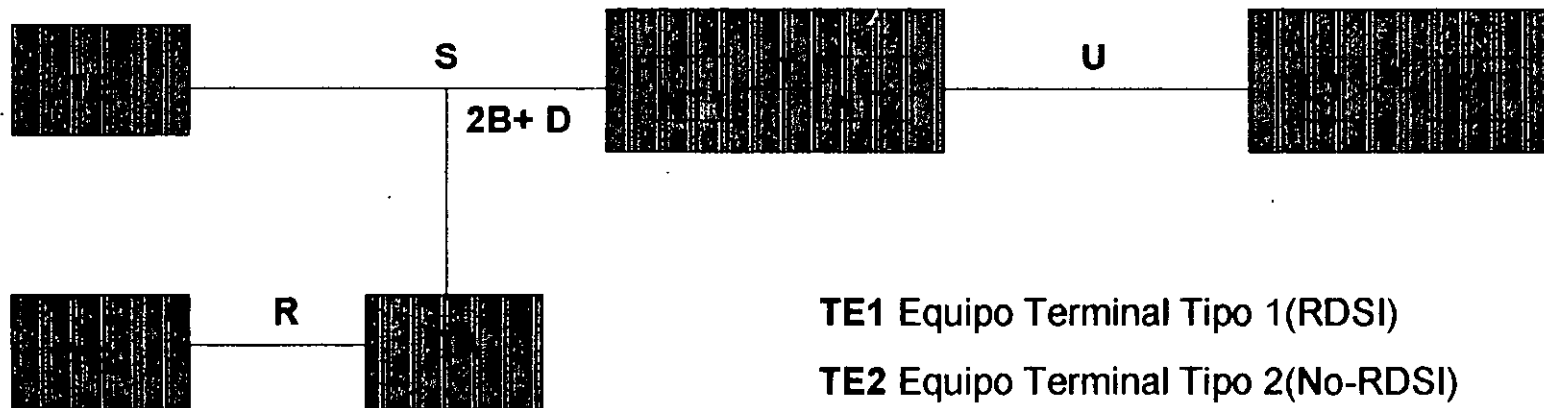 S
U
2B+ D
R
TE1 Equipo Terminal Tipo 1(RDSI)
TE2 Equipo Terminal Tipo 2(No-RDSI)